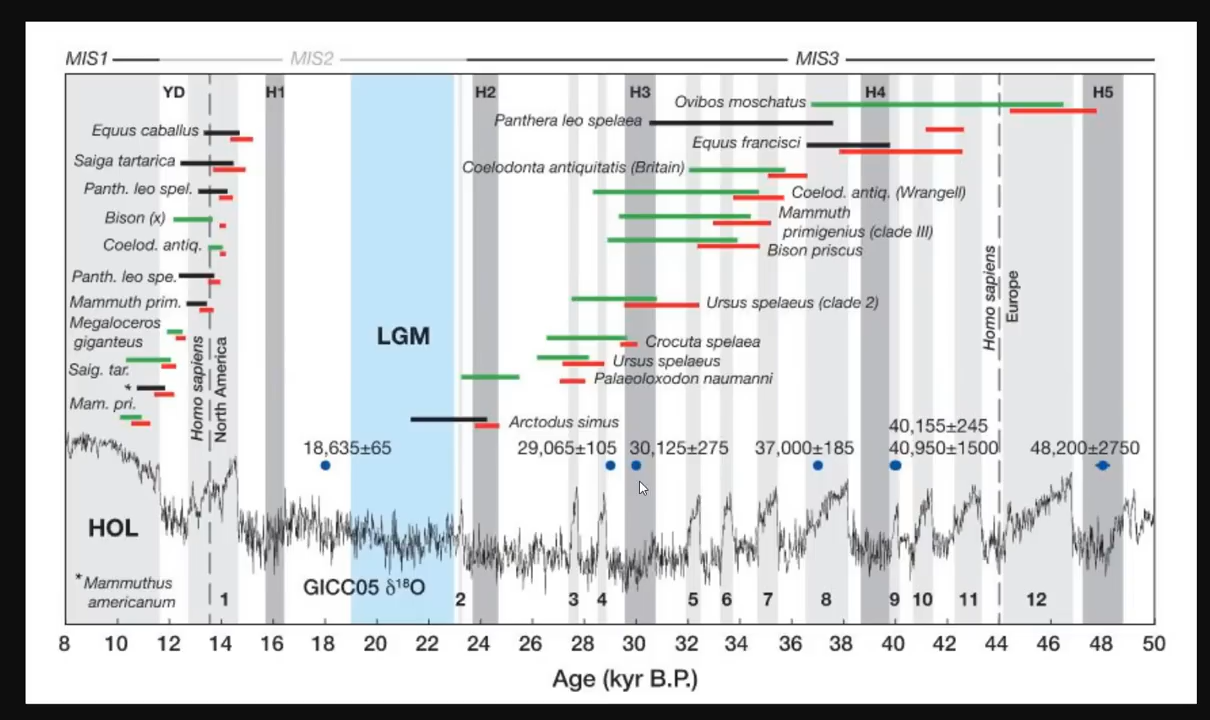 MIS1 MIS2 MIS3
YD H1 H2 H3 H4 H5
Ovibos moschatus
Panthera leo spelaea
Equus caballus
Equus francisci
Saiga tartarica
Coelodonta antiquitatis (Britain)
Panth. leo spel.
Coelod. antiq. (Wrangell)
Bison (x)
Mammuth
primigenius (clade III)
Coelod. antiq.
Bison priscus
Panth. leo spe.
Mammuth prim.
Ursus spelaeus (clade 2)
Megaloceros
giganteus
LGM
Crocuta spelaea
Ursus spelaeus
Saig. tar.
Palaeoloxodon naumanni
*
Mam. pri.
Arctodus simus
Homo sapiens
North America
Homo sapiens
Europe
40,155±245
18,635±65 29,065±105 30,125±275 37,000±185 40,950±1500 48,200±2750
HOL
GICC05 δ¹⁸O
*Mammuthus
americanum
1 2 3 4 5 6 7 8 9 10 11 12
8 10 12 14 16 18 20 22 24 26 28 30 32 34 36 38 40 42 44 46 48 50
Age (kyr B.P.)